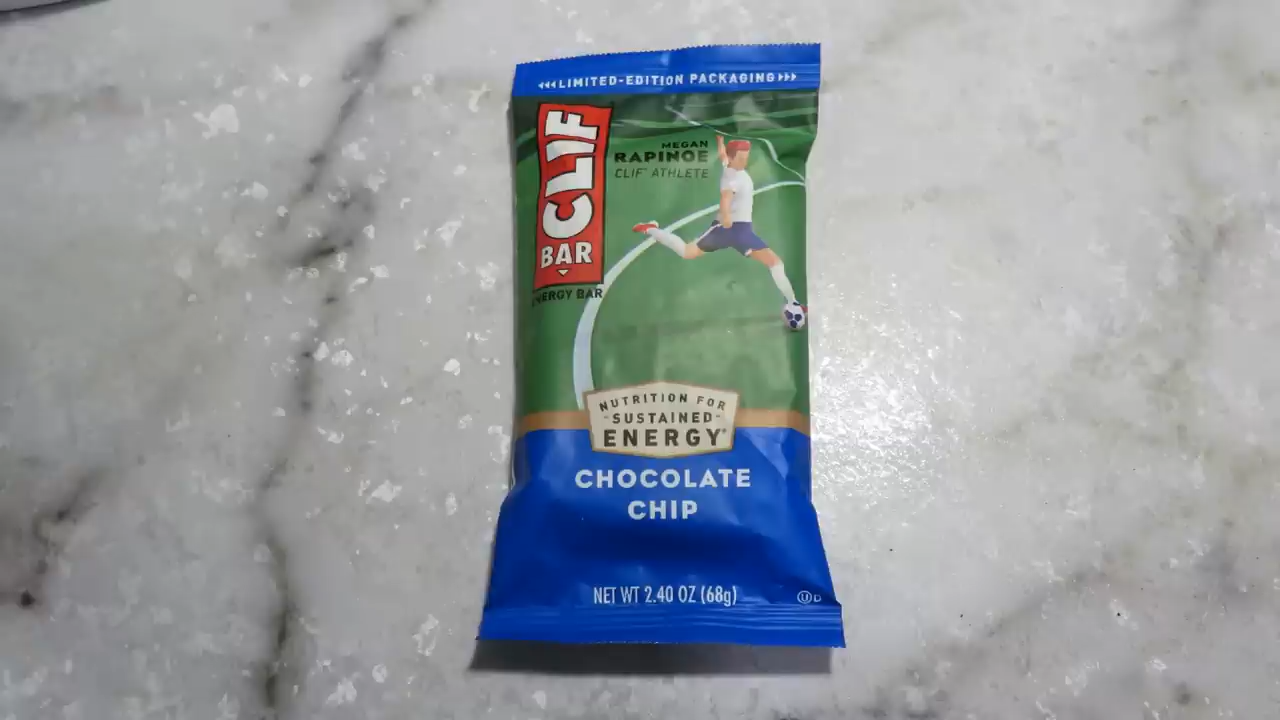 LIMITED-EDITION PACKAGING
CLIF
BAR
ENERGY BAR
MEGAN
RAPINOE
CLIF™ ATHLETE
NUTRITION FOR
-SUSTAINED-
ENERGY®
CHOCOLATE
CHIP
NET WT 2.40 OZ (68g)
U D